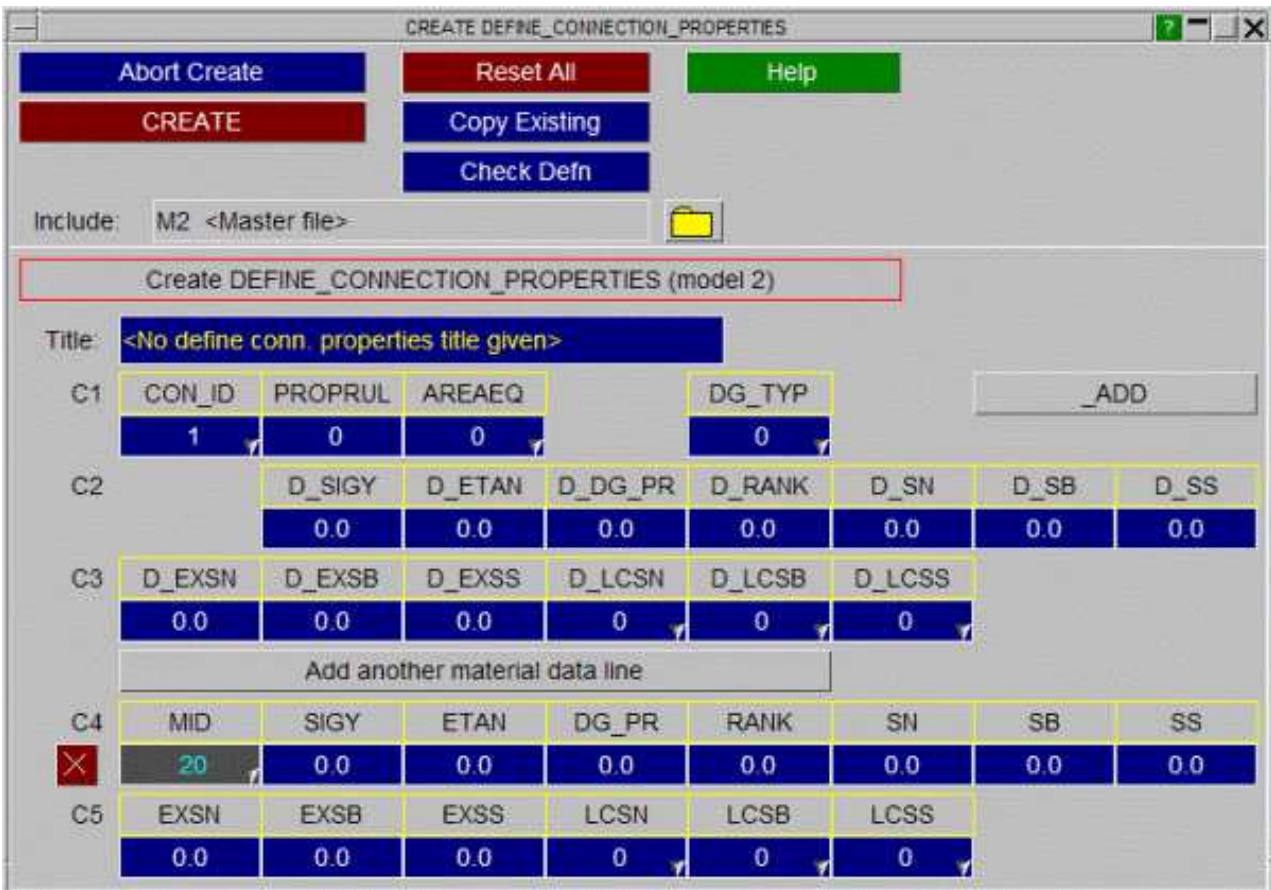 CREATE DEFINE_CONNECTION_PROPERTIES ?
Abort Create Reset All Help
CREATE Copy Existing
Check Defn
Include: M2 <Master file>
Create DEFINE_CONNECTION_PROPERTIES (model 2)
Title: <No define conn. properties title given>
C1 CON_ID PROPRUL AREAEQ DG_TYP _ADD
1 0 0 0
C2 D_SIGY D_ETAN D_DG_PR D_RANK D_SN D_SB D_SS
0.0 0.0 0.0 0.0 0.0 0.0 0.0
C3 D_EXSN D_EXSB D_EXSS D_LCSN D_LCSB D_LCSS
0.0 0.0 0.0 0 0 0
Add another material data line
C4 MID SIGY ETAN DG_PR RANK SN SB SS
20 0.0 0.0 0.0 0.0 0.0 0.0 0.0
C5 EXSN EXSB EXSS LCSN LCSB LCSS
0.0 0.0 0.0 0 0 0